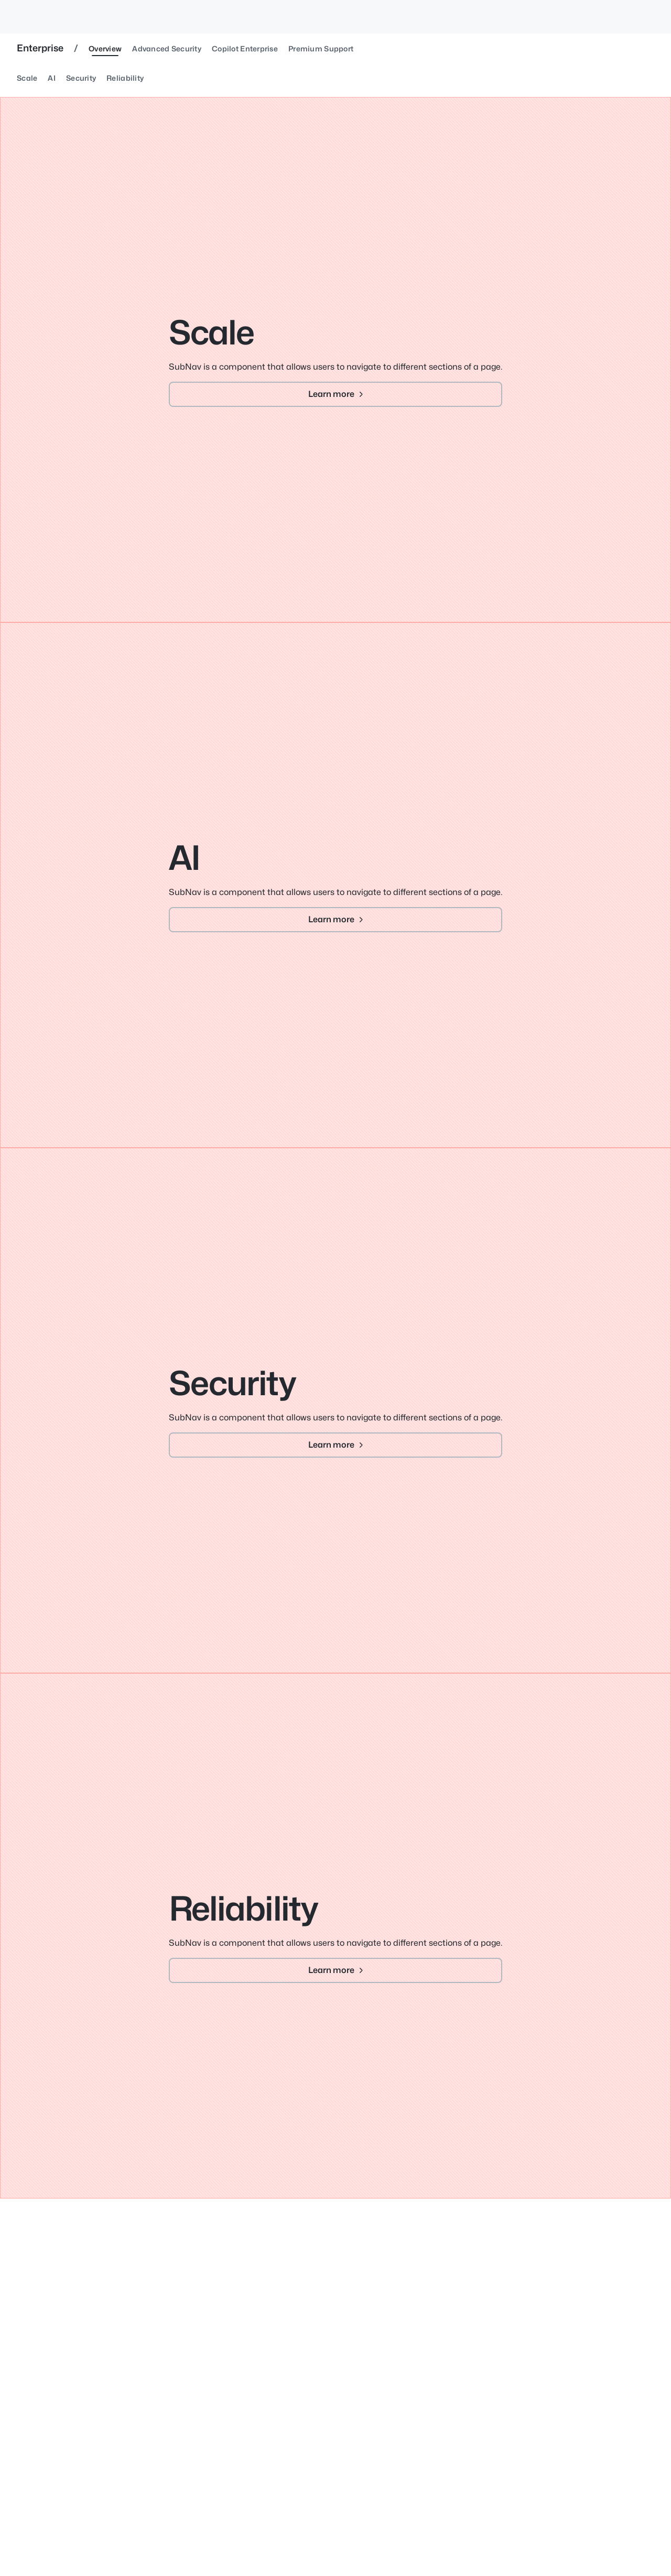 Enterprise / Overview Advanced Security Copilot Enterprise Premium Support
Scale AI Security Reliability
Scale
SubNav is a component that allows users to navigate to different sections of a page.
Learn more
AI
SubNav is a component that allows users to navigate to different sections of a page.
Learn more
Security
SubNav is a component that allows users to navigate to different sections of a page.
Learn more
Reliability
SubNav is a component that allows users to navigate to different sections of a page.
Learn more